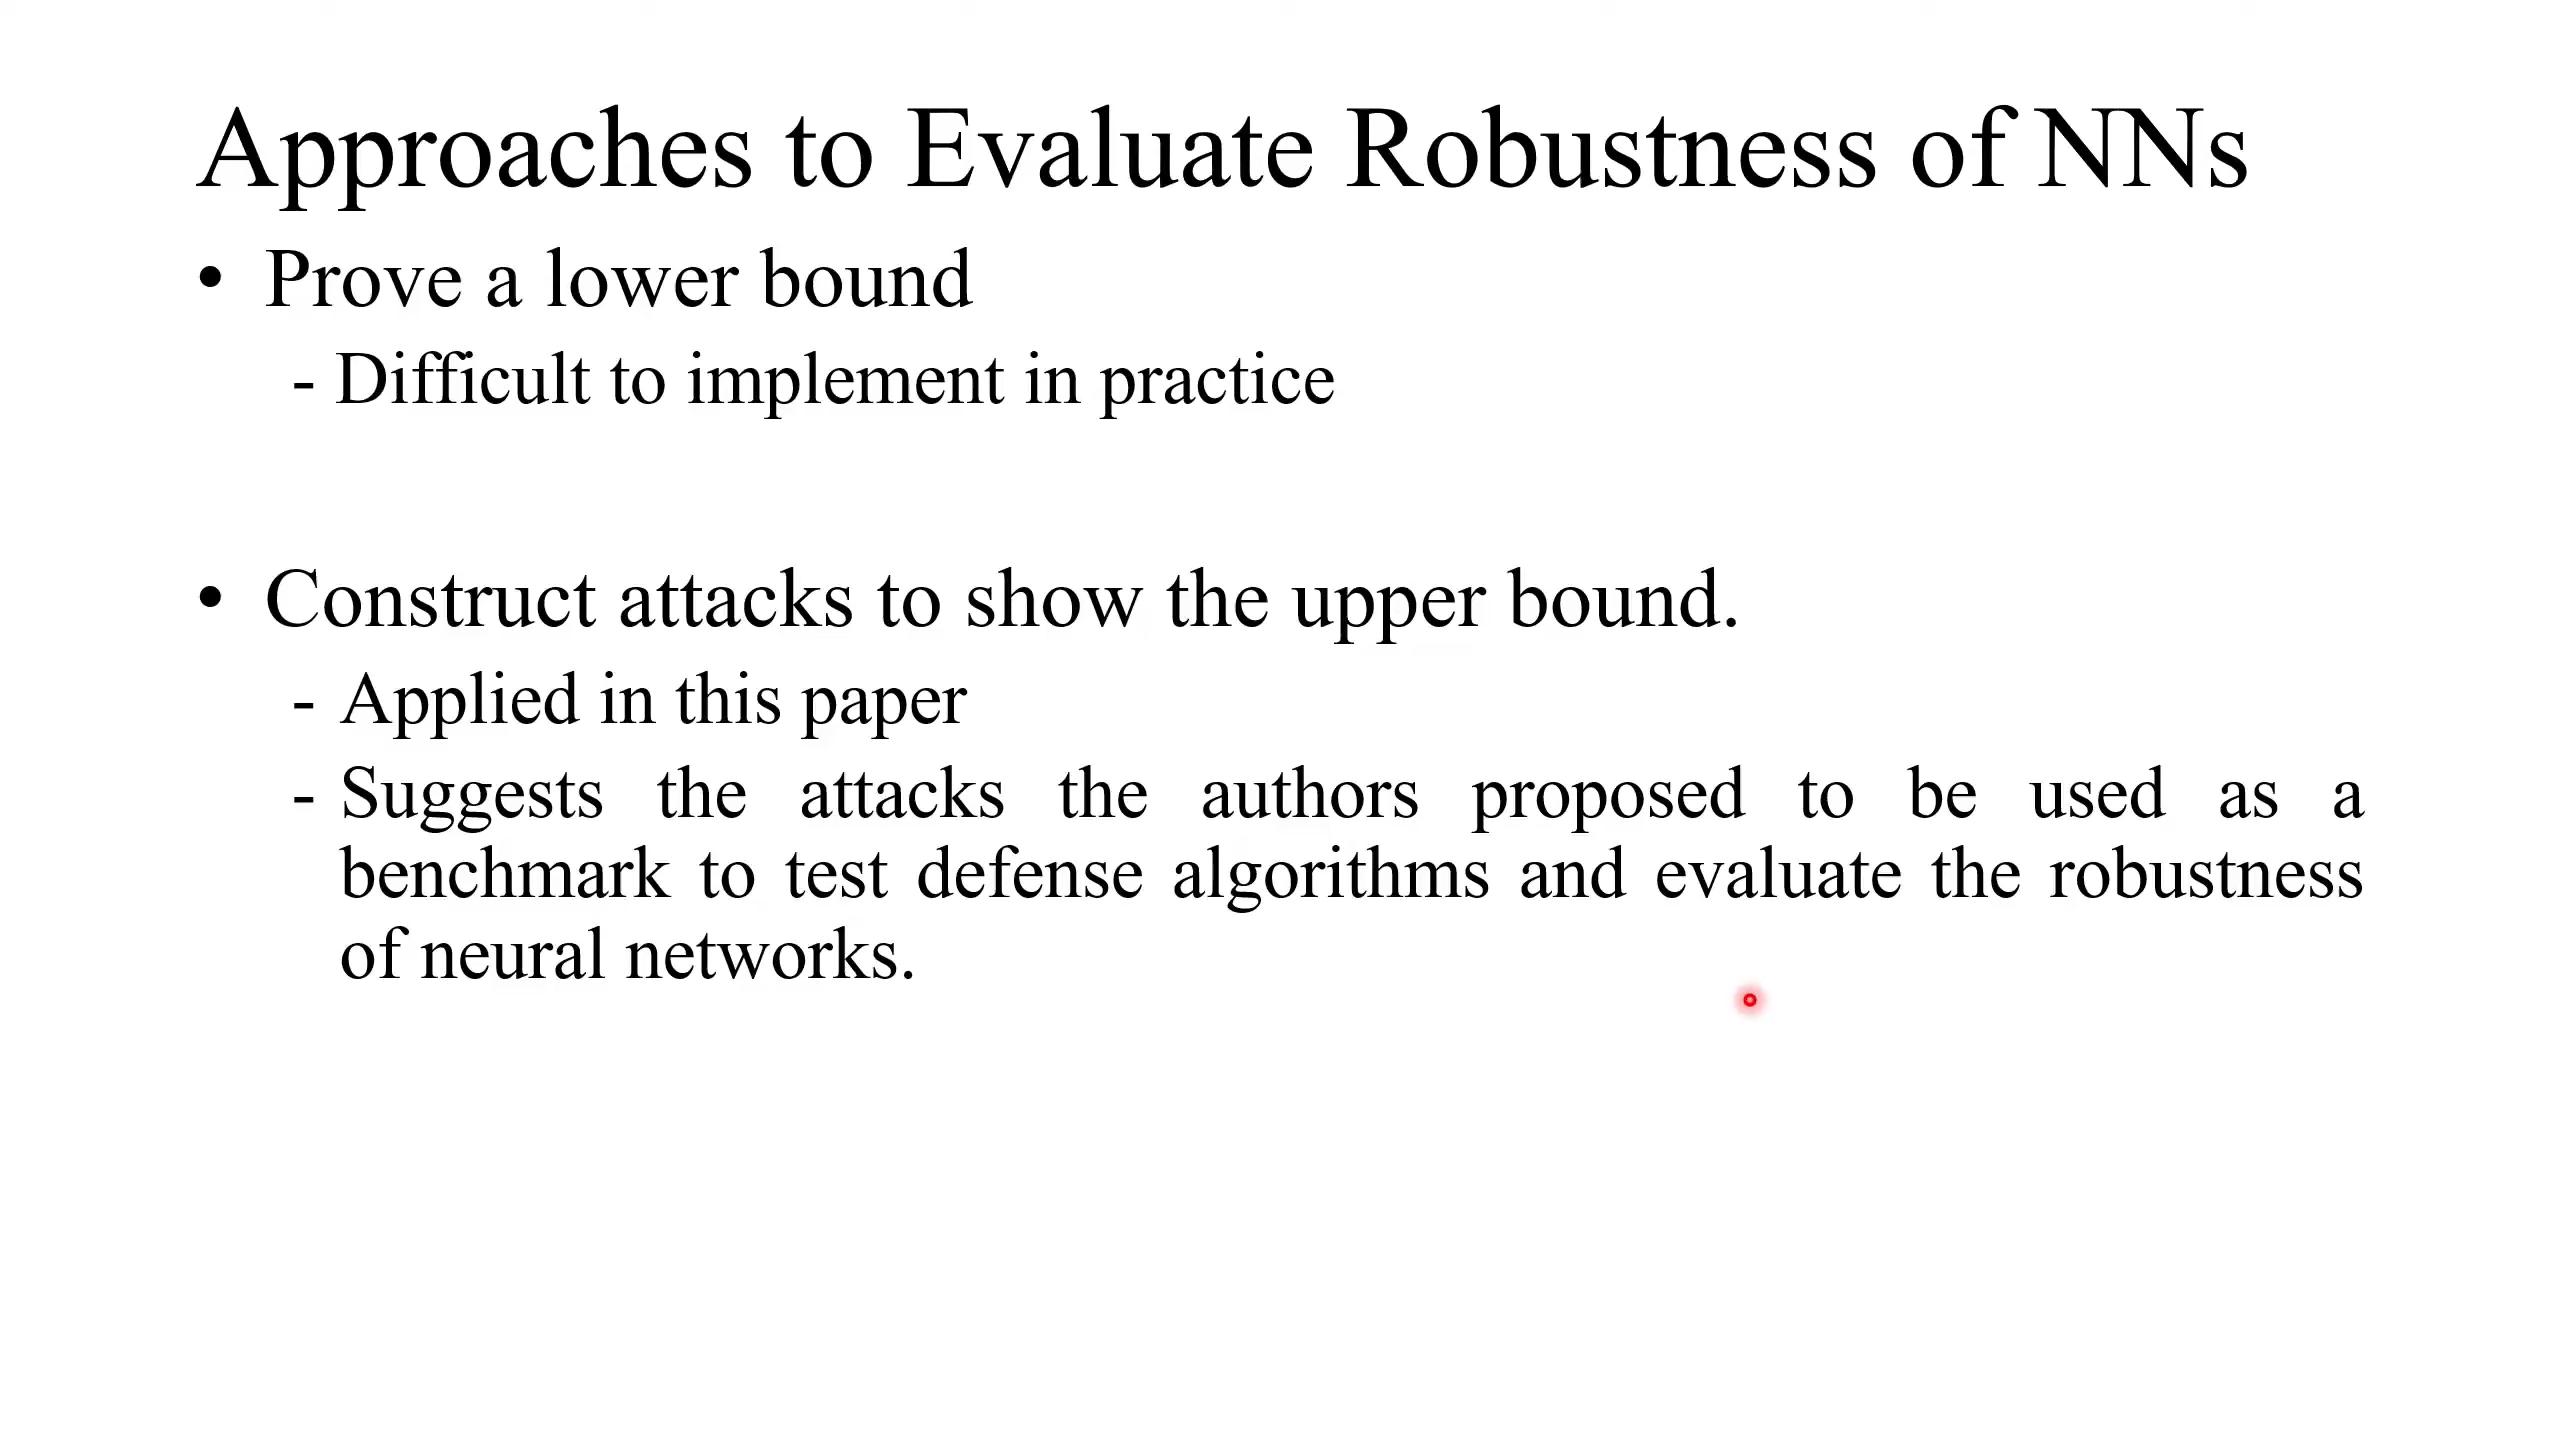 Approaches to Evaluate Robustness of NNs
• Prove a lower bound
- Difficult to implement in practice
• Construct attacks to show the upper bound.
- Applied in this paper
- Suggests the attacks the authors proposed to be used as a
benchmark to test defense algorithms and evaluate the robustness
of neural networks.